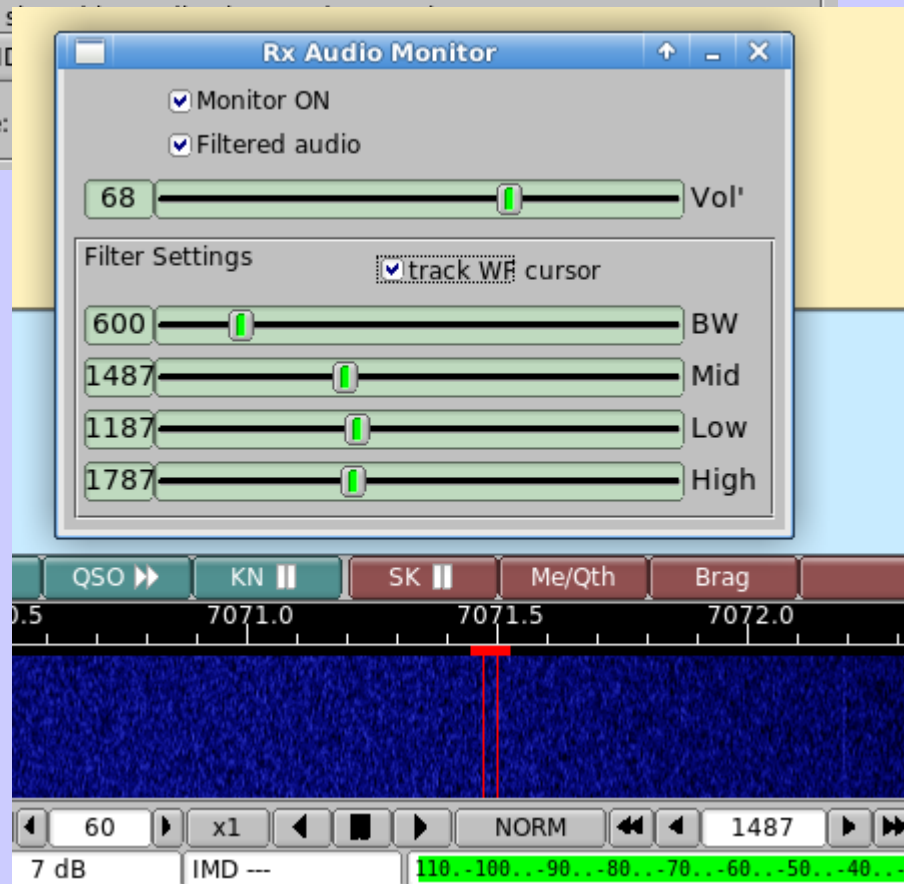 Rx Audio Monitor
Monitor ON
Filtered audio
68 Vol'
Filter Settings
track WF cursor
600 BW
1487 Mid
1187 Low
1787 High
QSO KN SK Me/Qth Brag
0.5 7071.0 7071.5 7072.0
60 x1 NORM 1487
7 dB IMD --- 110.-100..-90..-80..-70..-60..-50..-40..-